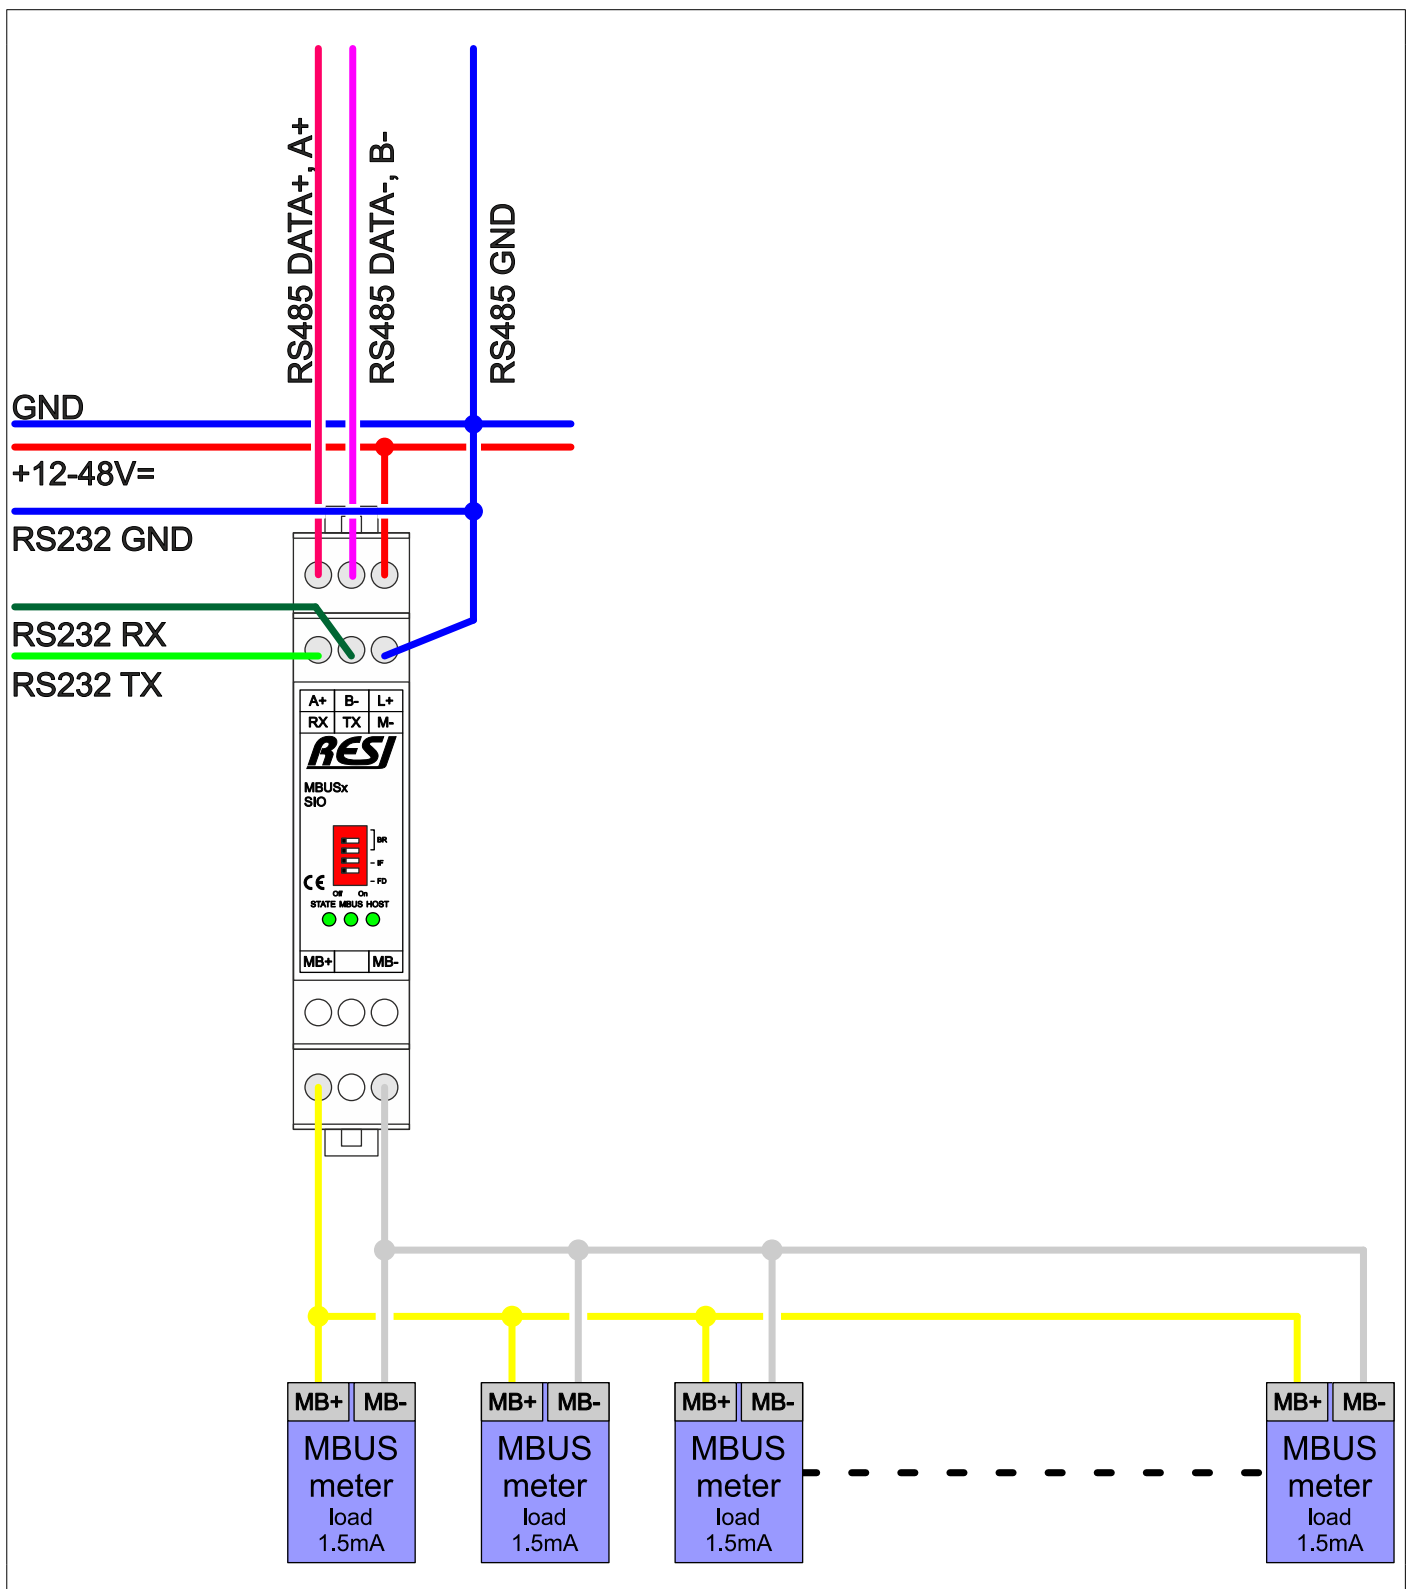 RS485 DATA+, A+
RS485 DATA-, B-
RS485 GND
GND
+12-48V=
RS232 GND
RS232 RX
RS232 TX
A+ B- L+
RX TX M-
RESI
MBUSx
SIO
BR
IF
FD
CE
Off On
STATE MBUS HOST
MB+ MB-
MB+ MB- MB+ MB- MB+ MB- MB+ MB-
MBUS MBUS MBUS MBUS
meter meter meter meter
load load load load
1.5mA 1.5mA 1.5mA 1.5mA